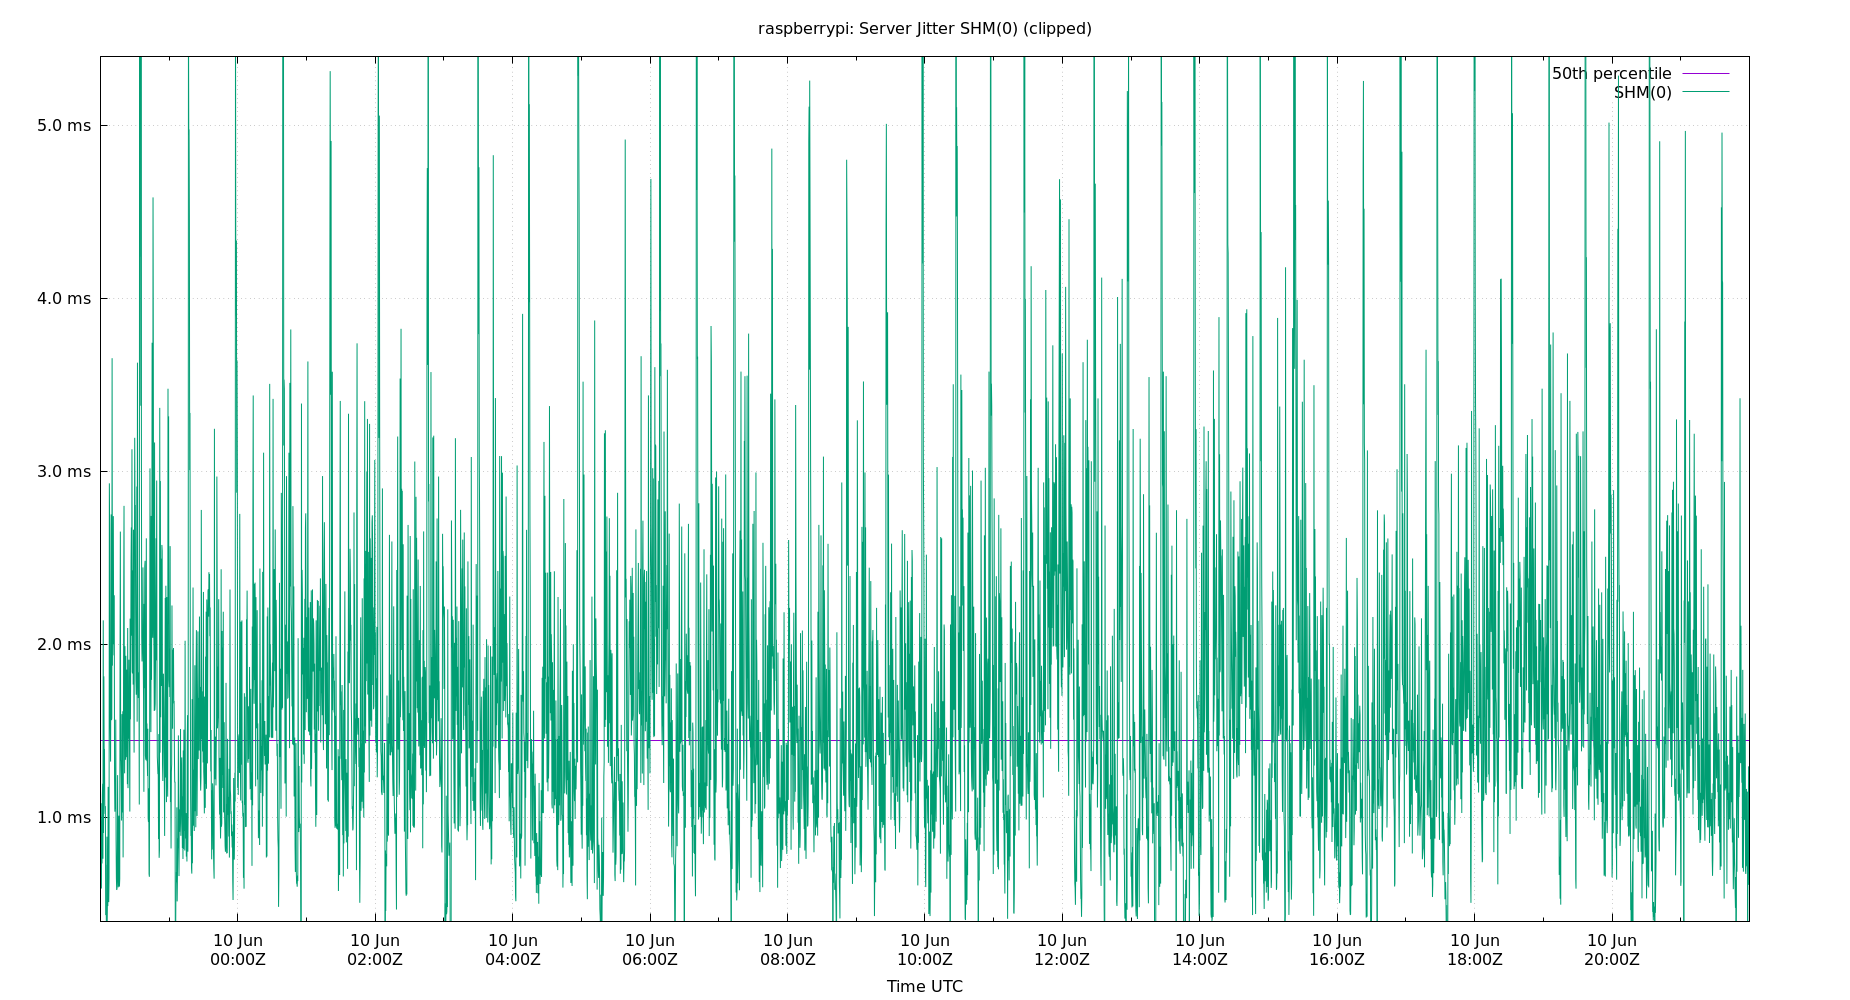 raspberrypi: Server Jitter SHM(0) (clipped)
50th percentile
SHM(0)
5.0 ms
4.0 ms
3.0 ms
2.0 ms
1.0 ms
10 Jun 10 Jun 10 Jun 10 Jun 10 Jun 10 Jun 10 Jun 10 Jun 10 Jun 10 Jun 10 Jun
00:00Z 02:00Z 04:00Z 06:00Z 08:00Z 10:00Z 12:00Z 14:00Z 16:00Z 18:00Z 20:00Z
Time UTC